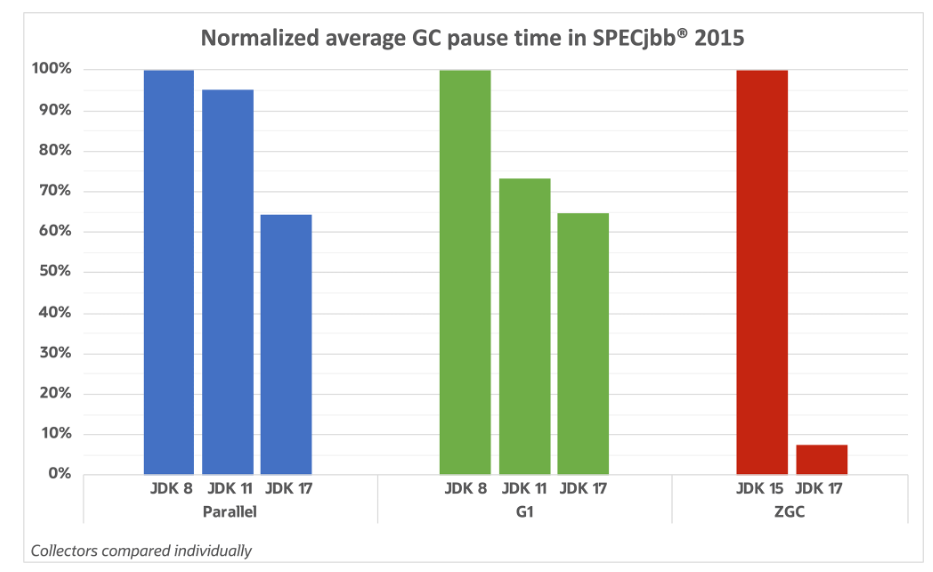 Normalized average GC pause time in SPECjbb® 2015
100%
90%
80%
70%
60%
50%
40%
30%
20%
10%
0%
JDK 8 JDK 11 JDK 17 JDK 8 JDK 11 JDK 17 JDK 15 JDK 17
Parallel G1 ZGC
Collectors compared individually